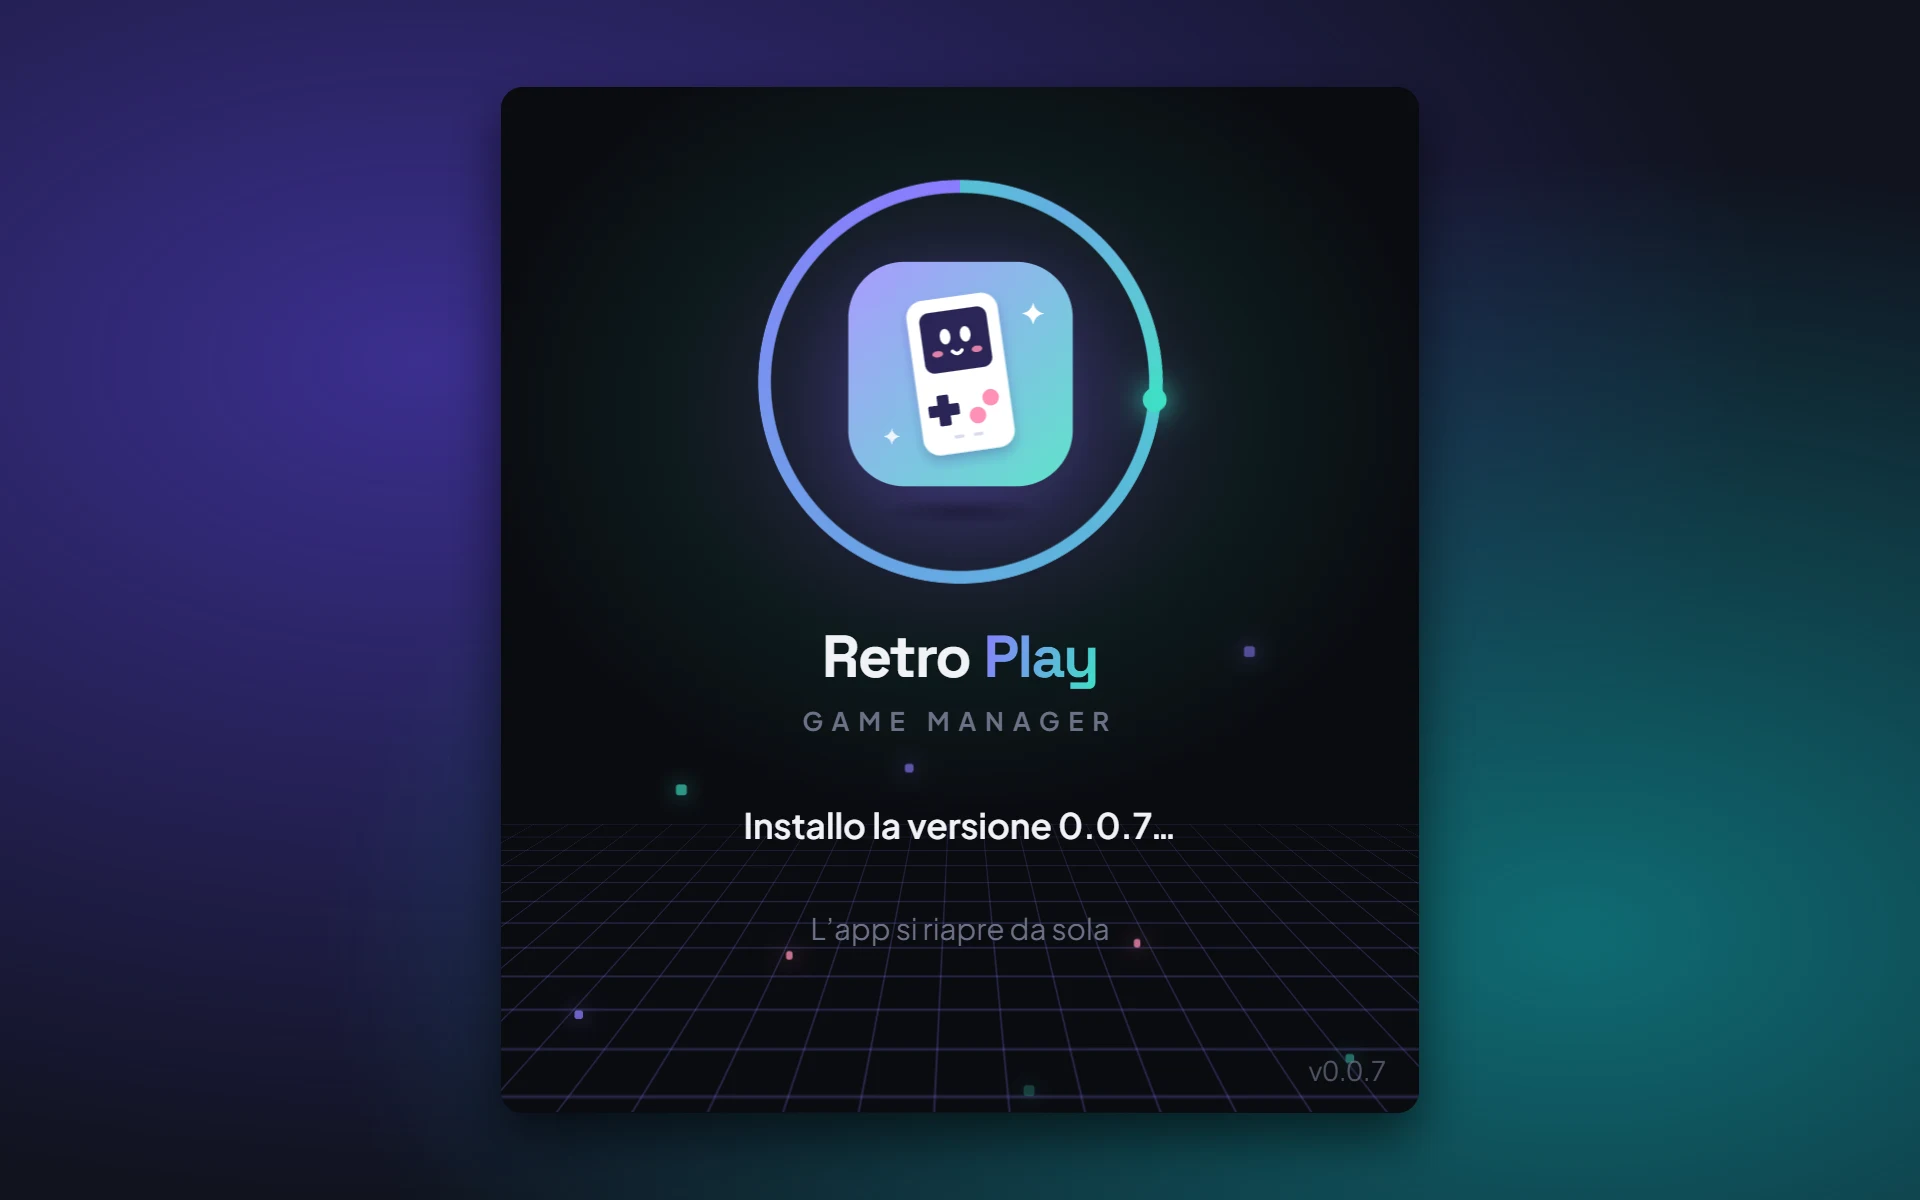 Retro Play
GAME MANAGER
Installo la versione 0.0.7...
L’app si riapre da sola
v0.0.7